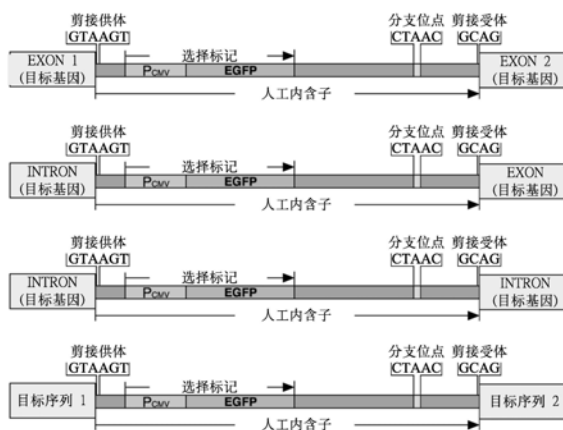 剪接供体 分支位点 剪接受体
GTAAGT 选择标记 CTAAC GCAG
EXON 1 PCMV EGFP EXON 2
(目标基因) (目标基因)
人工内含子
剪接供体 分支位点 剪接受体
GTAAGT 选择标记 CTAAC GCAG
INTRON PCMV EGFP EXON
(目标基因) (目标基因)
人工内含子
剪接供体 分支位点 剪接受体
GTAAGT 选择标记 CTAAC GCAG
INTRON PCMV EGFP INTRON
(目标基因) (目标基因)
人工内含子
剪接供体 分支位点 剪接受体
GTAAGT 选择标记 CTAAC GCAG
目标序列 1 PCMV EGFP 目标序列 2
人工内含子